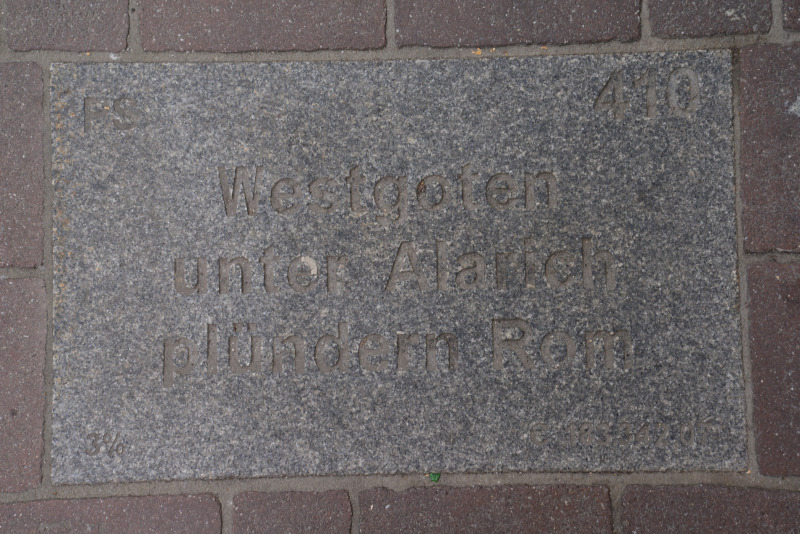 FS 410
Westgoten
unter Alarich
plündern Rom